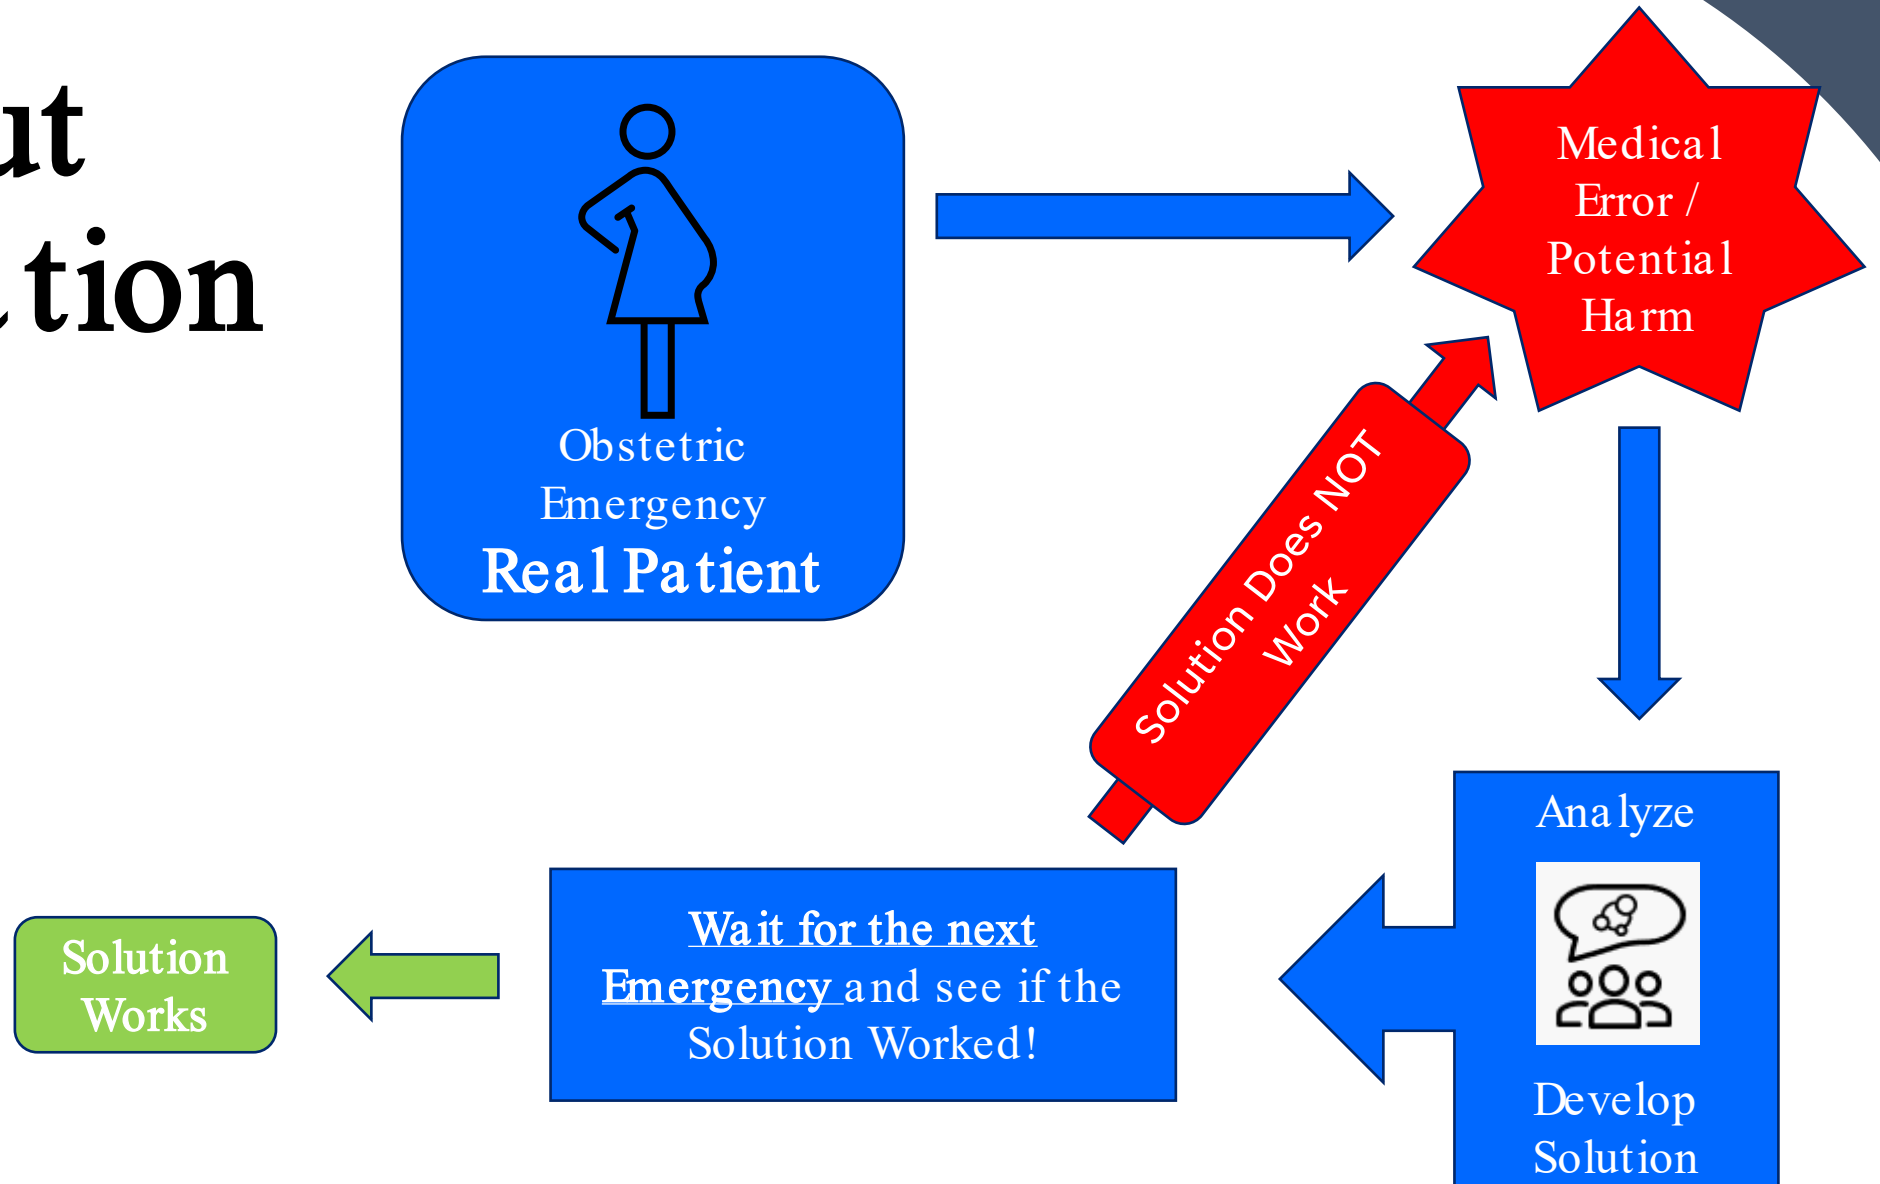 ut
tion
Obstetric
Emergency
Real Patient
Medical
Error /
Potential
Harm
Solution Does NOT
Work
Analyze
Develop
Solution
Wait for the next
Emergency and see if the
Solution Worked!
Solution
Works